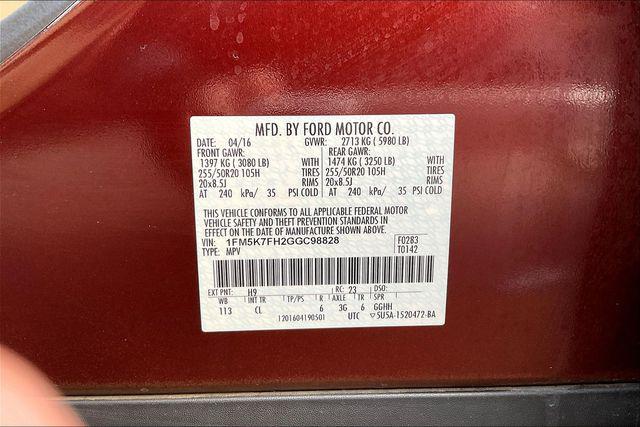 MFD. BY FORD MOTOR CO.
DATE: 04/16 GVWR: 2713 KG ( 5980 LB)
FRONT GAWR: REAR GAWR:
1397 KG ( 3080 LB) WITH 1474 KG ( 3250 LB) WITH
255/50R20 105H TIRES 255/50R20 105H TIRES
20x8.5J RIMS 20x8.5J RIMS
AT 240 kPa/ 35 PSI COLD AT 240 kPa/ 35 PSI COLD
THIS VEHICLE CONFORMS TO ALL APPLICABLE FEDERAL MOTOR
VEHICLE SAFETY AND THEFT PREVENTION STANDARDS IN
EFFECT ON THE DATE OF MANUFACTURE SHOWN ABOVE.
VIN: 1FM5K7FH2GGC98828 F0283
TYPE: MPV T0142
EXT PNT: H9 RC: 23 DSO:
WB INT TR TP/PS R AXLE TR SPR
113 CL 6 3G 6 GGHH
1201604190501 UTC ▽5U5A-1520472-BA